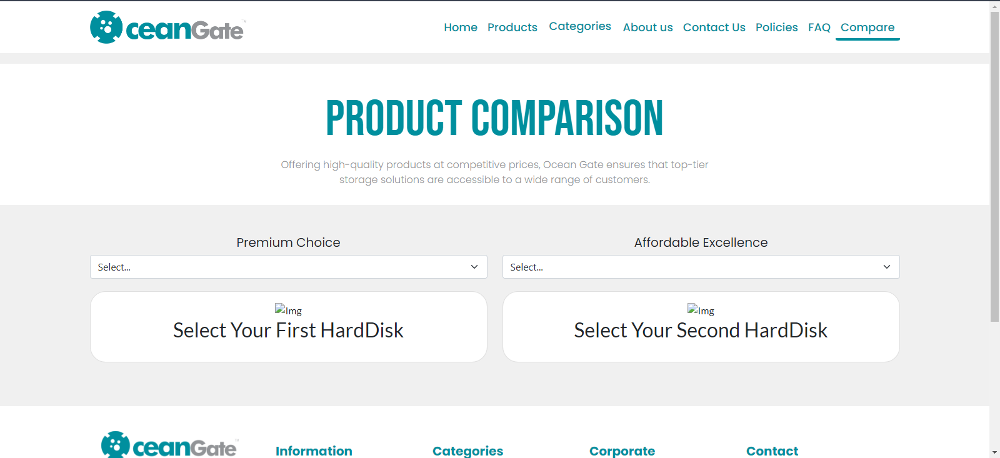 ceanGate™
Home Products Categories About us Contact Us Policies FAQ Compare
PRODUCT COMPARISON
Offering high-quality products at competitive prices, Ocean Gate ensures that top-tier
storage solutions are accessible to a wide range of customers.
Premium Choice
Select...
Img
Select Your First HardDisk
Affordable Excellence
Select...
Img
Select Your Second HardDisk
ceanGate™
Information Categories Corporate Contact